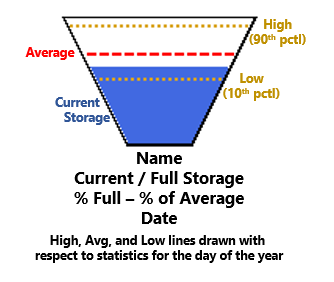 High
(90th pctl)
Average
Low
(10th pctl)
Current
Storage
Name
Current / Full Storage
% Full – % of Average
Date
High, Avg, and Low lines drawn with
respect to statistics for the day of the year